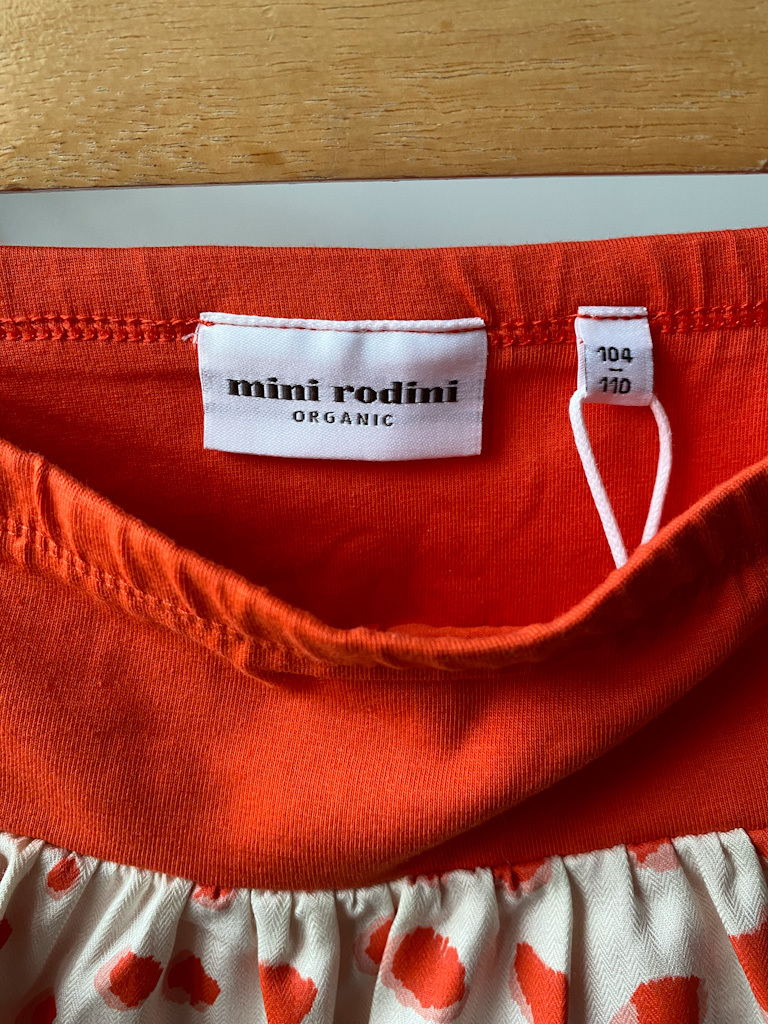 mini rodini
ORGANIC
104
–
110